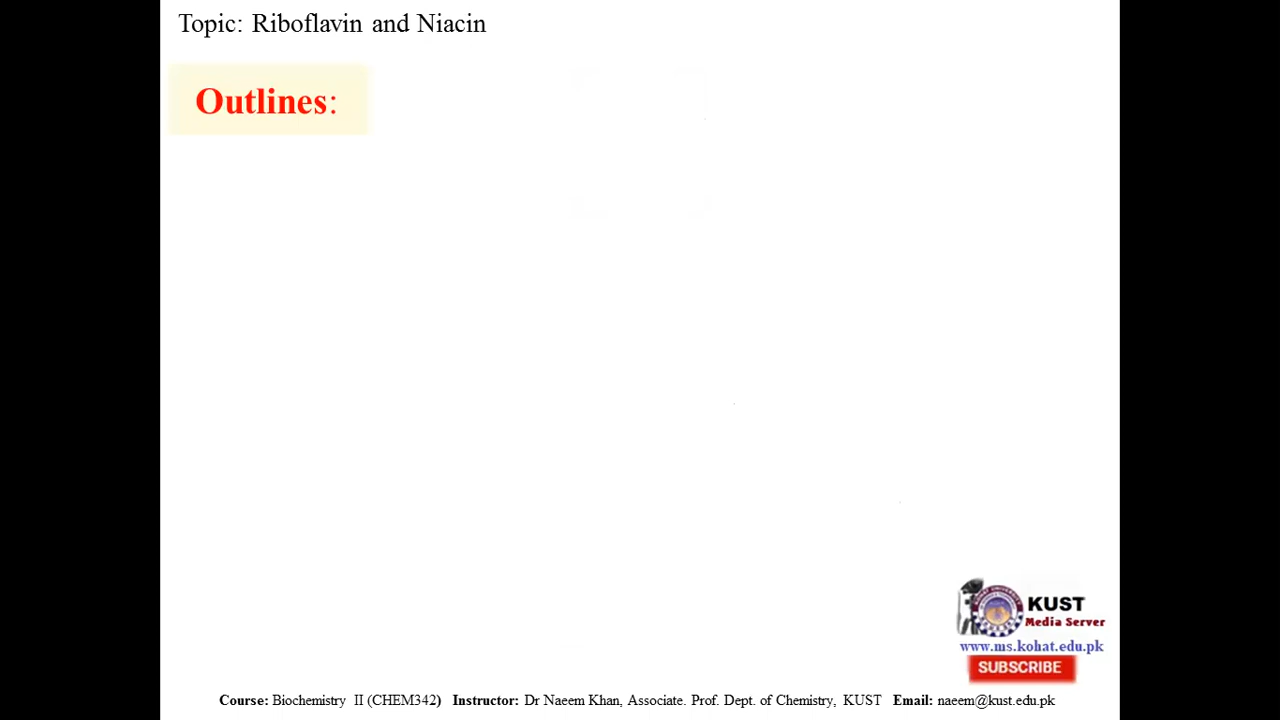 Topic: Riboflavin and Niacin
Outlines:
KUST
Media Server
www.ms.kohat.edu.pk
SUBSCRIBE
Course: Biochemistry II (CHEM342) Instructor: Dr Naeem Khan, Associate. Prof. Dept. of Chemistry, KUST Email: naeem@kust.edu.pk